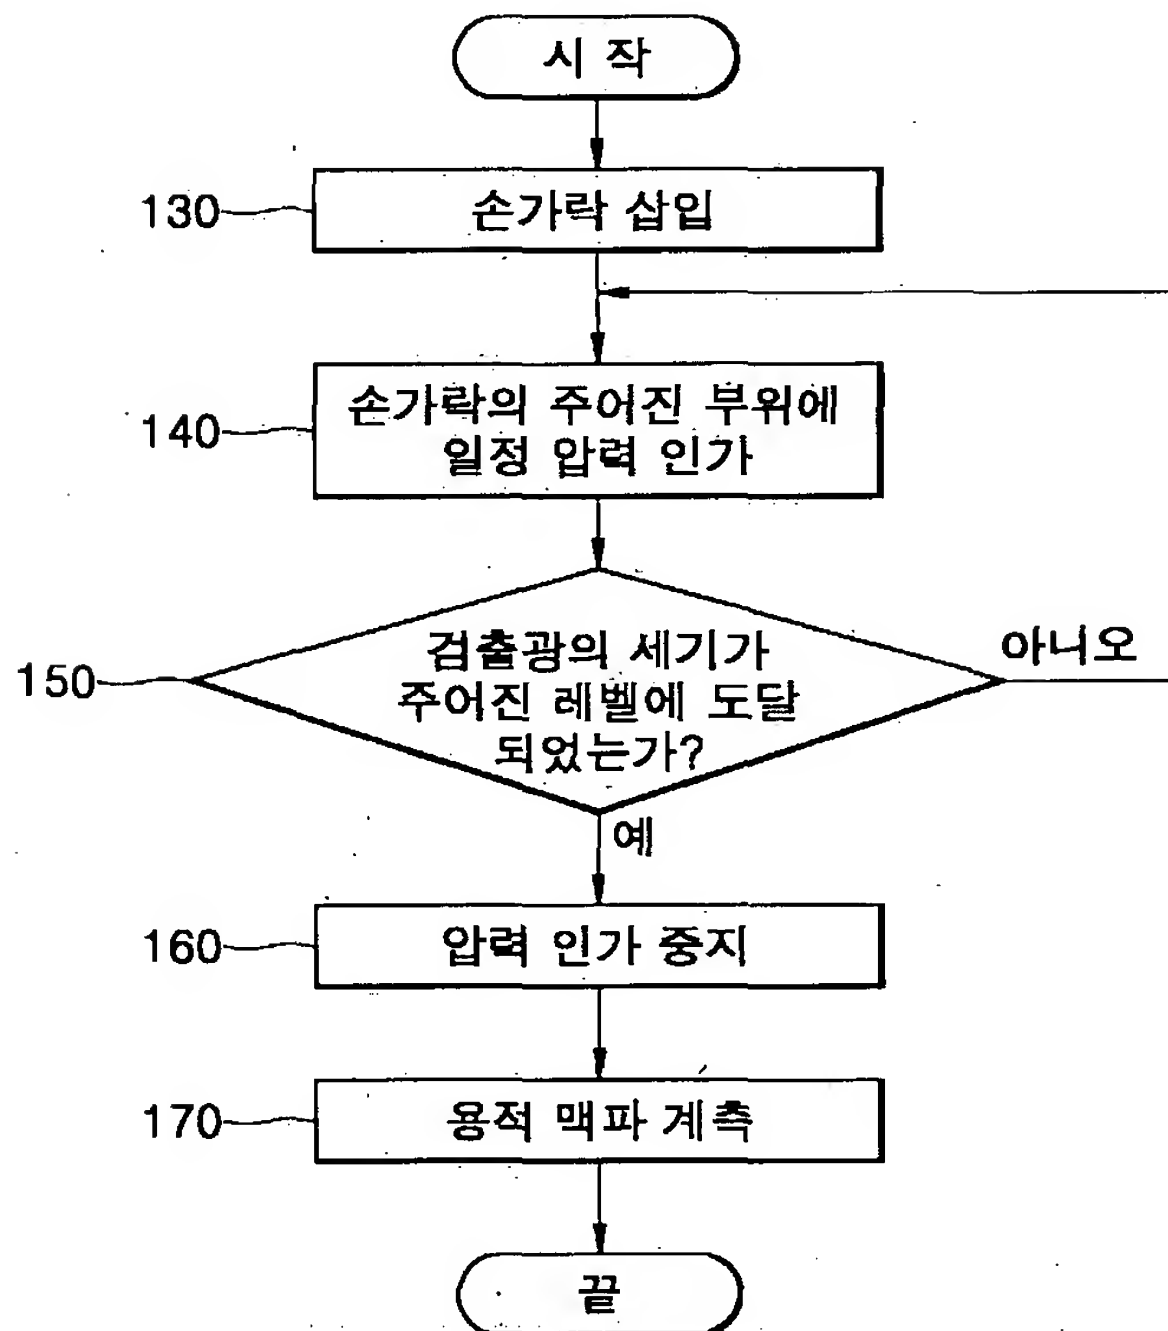 시 작
130
손가락 삽입
140
손가락의 주어진 부위에
일정 압력 인가
150
검출광의 세기가
주어진 레벨에 도달
되었는가?
아니오
예
160
압력 인가 중지
170
용적 맥파 계측
끝